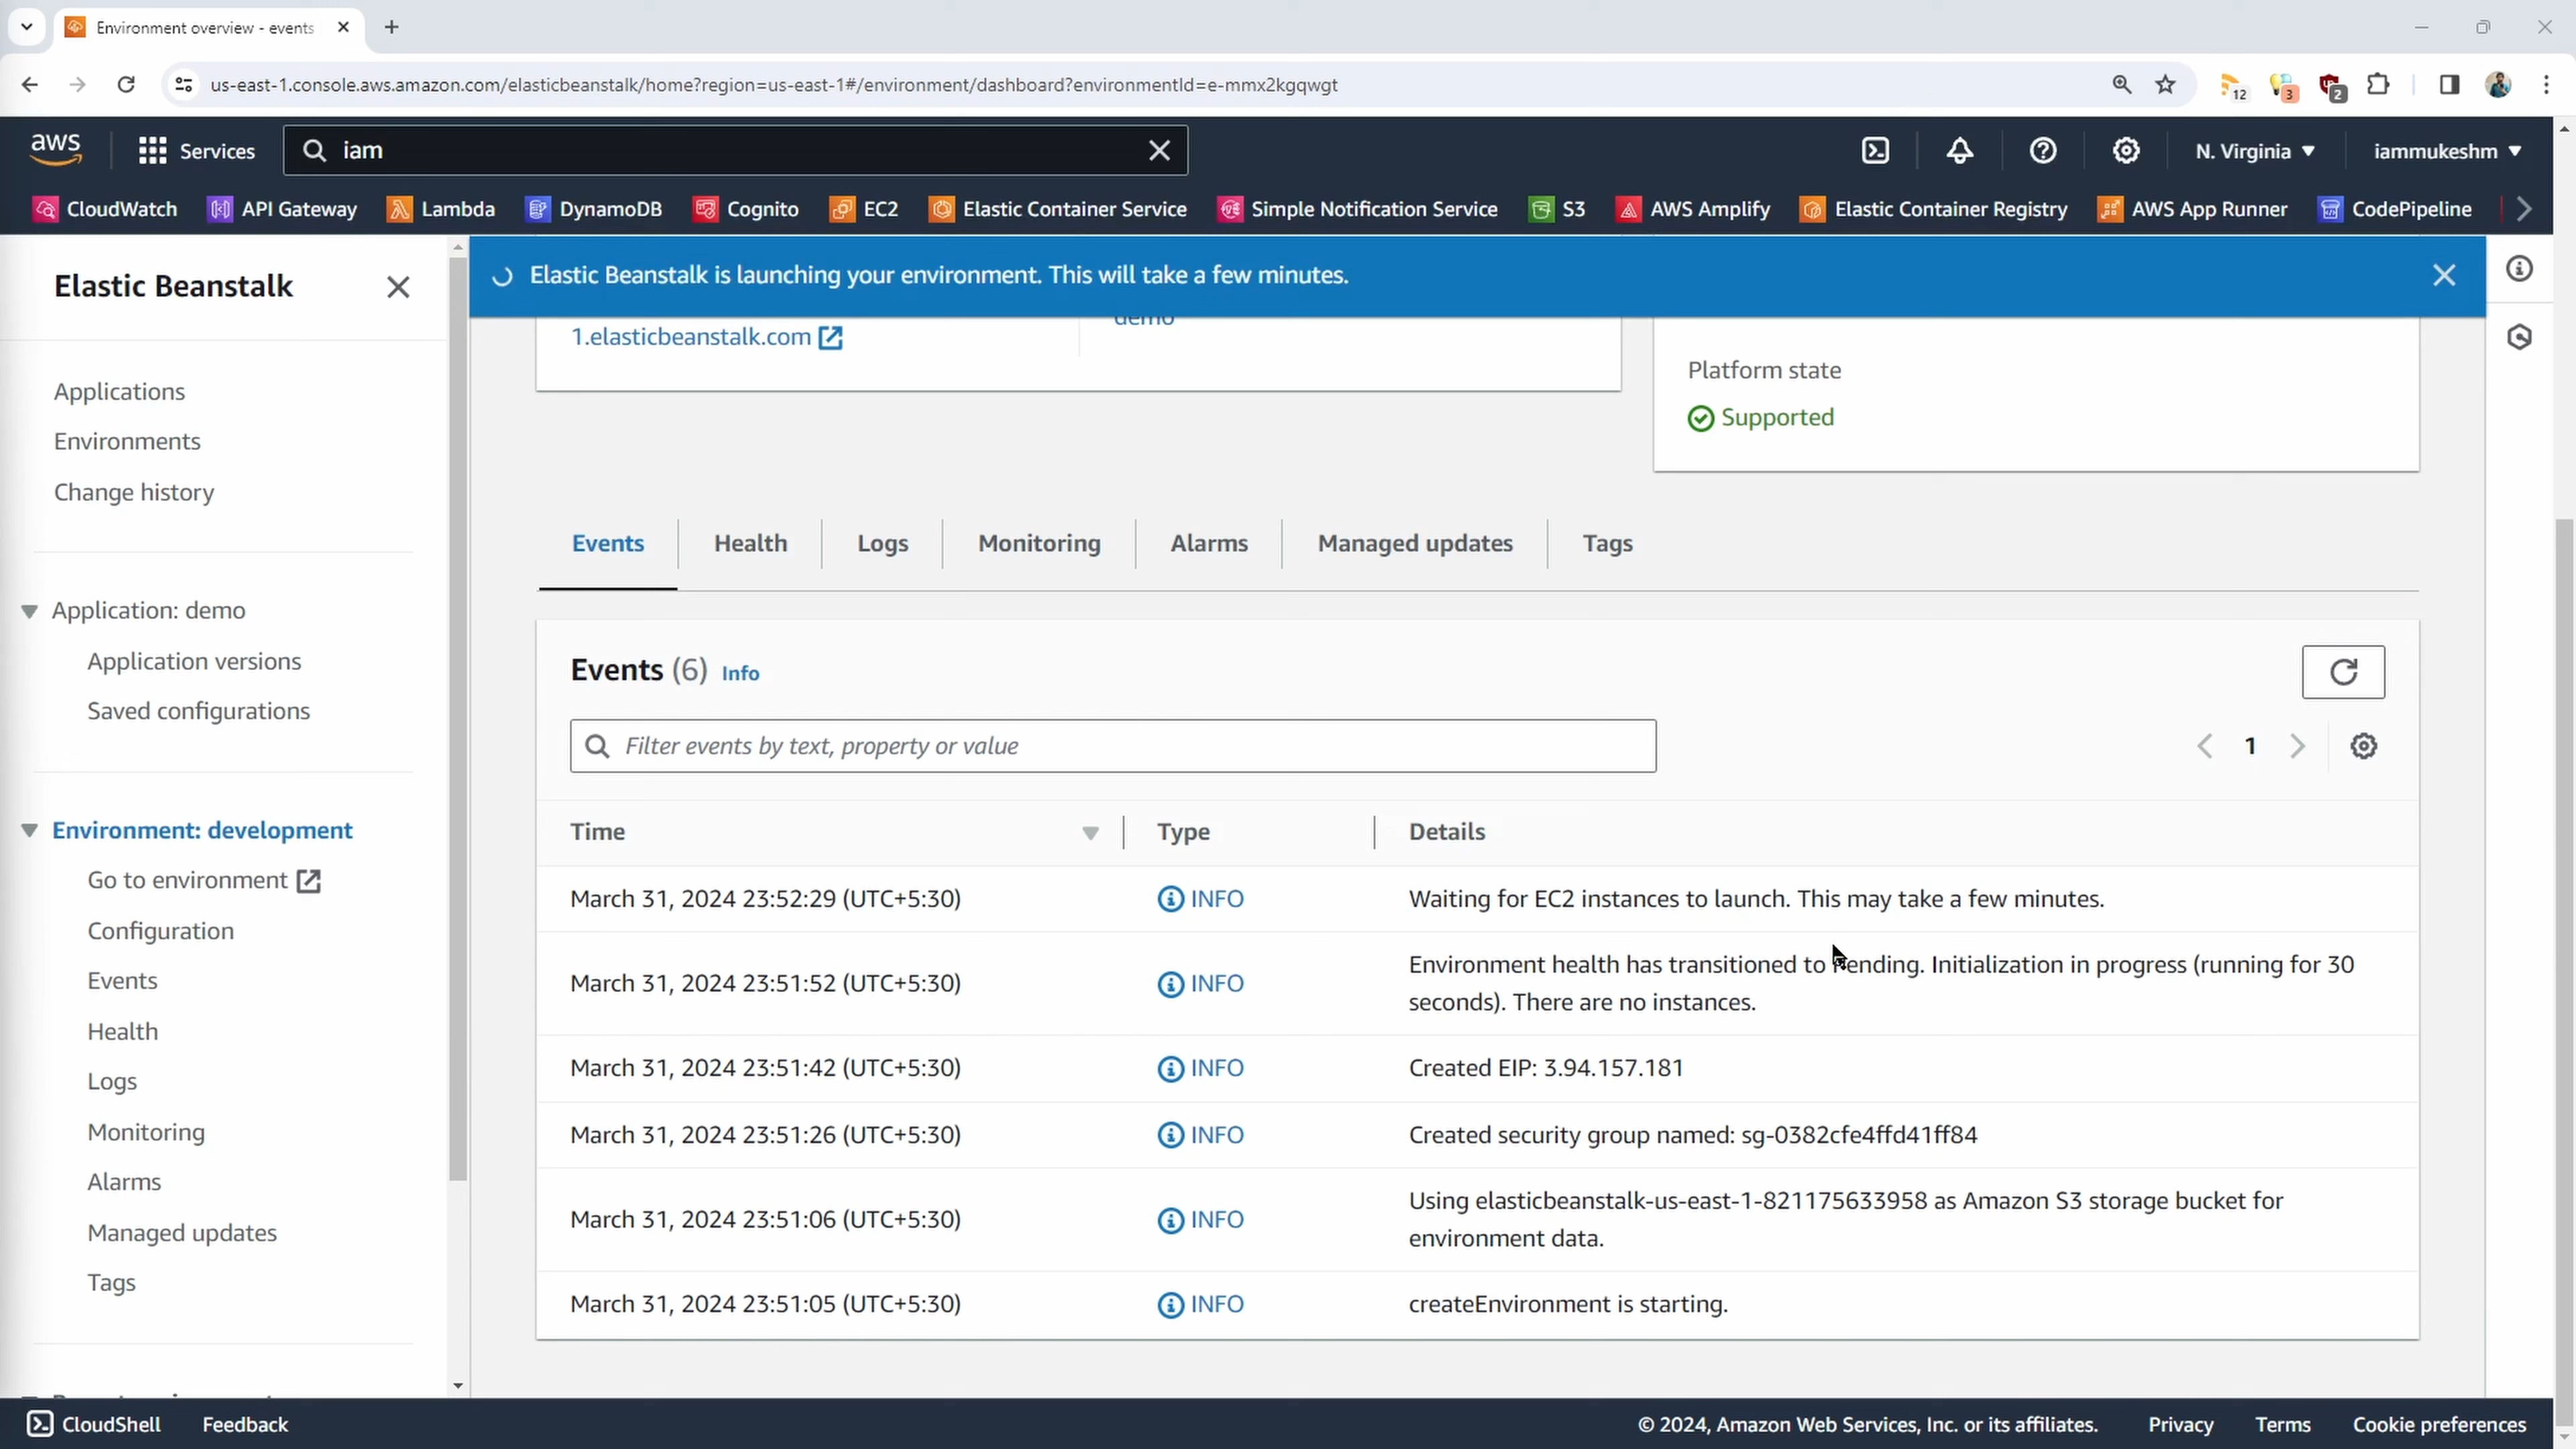 Environment overview - events
us-east-1.console.aws.amazon.com/elasticbeanstalk/home?region=us-east-1#/environment/dashboard?environmentId=e-mmx2kgqwgt
12
3
2
aws
Services
iam
N. Virginia
iammukeshm
CloudWatch
API Gateway
Lambda
DynamoDB
Cognito
EC2
Elastic Container Service
Simple Notification Service
S3
AWS Amplify
Elastic Container Registry
AWS App Runner
CodePipeline
Elastic Beanstalk
Applications
Environments
Change history
Application: demo
Application versions
Saved configurations
Environment: development
Go to environment
Configuration
Events
Health
Logs
Monitoring
Alarms
Managed updates
Tags
Elastic Beanstalk is launching your environment. This will take a few minutes.
1.elasticbeanstalk.com
demo
Platform state
Supported
Events
Health
Logs
Monitoring
Alarms
Managed updates
Tags
Events (6) Info
Filter events by text, property or value
1
Time Type Details
March 31, 2024 23:52:29 (UTC+5:30) INFO Waiting for EC2 instances to launch. This may take a few minutes.
March 31, 2024 23:51:52 (UTC+5:30) INFO Environment health has transitioned to Pending. Initialization in progress (running for 30
seconds). There are no instances.
March 31, 2024 23:51:42 (UTC+5:30) INFO Created EIP: 3.94.157.181
March 31, 2024 23:51:26 (UTC+5:30) INFO Created security group named: sg-0382cfe4ffd41ff84
March 31, 2024 23:51:06 (UTC+5:30) INFO Using elasticbeanstalk-us-east-1-821175633958 as Amazon S3 storage bucket for
environment data.
March 31, 2024 23:51:05 (UTC+5:30) INFO createEnvironment is starting.
CloudShell
Feedback
© 2024, Amazon Web Services, Inc. or its affiliates.
Privacy
Terms
Cookie preferences